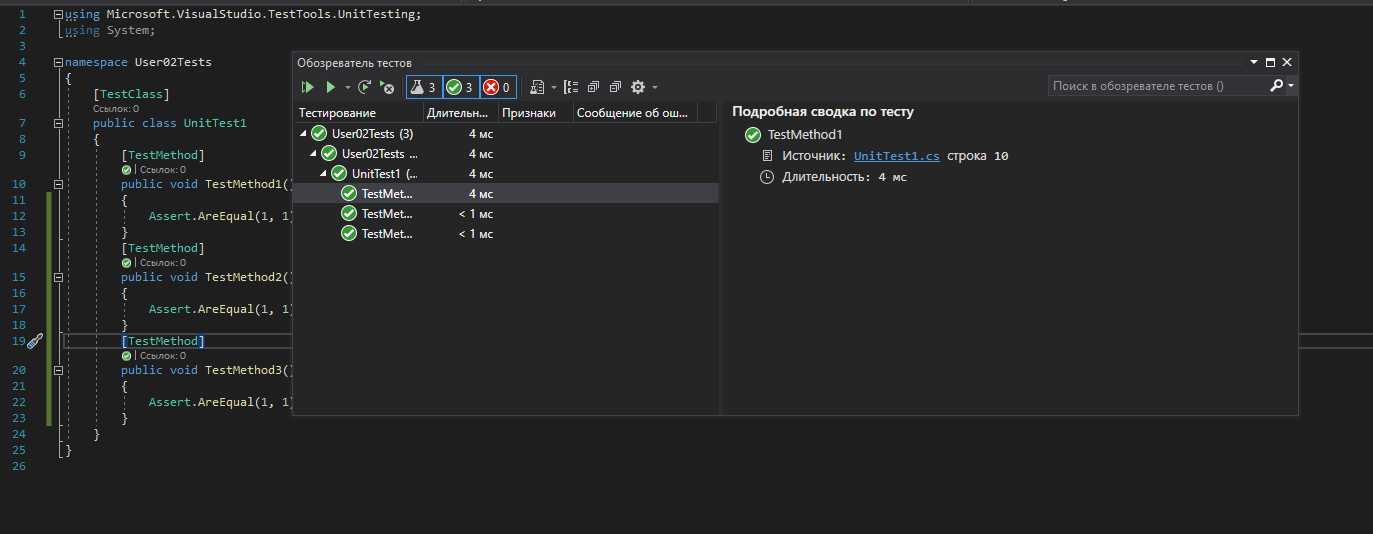 1 using Microsoft.VisualStudio.TestTools.UnitTesting;
2 using System;
3
4 namespace User02Tests
5 {
6 [TestClass]
Ссылок: 0
7 public class UnitTest1
8 {
9 [TestMethod]
| Ссылок: 0
10 public void TestMethod1()
11 {
12 Assert.AreEqual(1, 1)
13 }
14 [TestMethod]
| Ссылок: 0
15 public void TestMethod2()
16 {
17 Assert.AreEqual(1, 1)
18 }
19 [TestMethod]
| Ссылок: 0
20 public void TestMethod3()
21 {
22 Assert.AreEqual(1, 1)
23 }
24 }
25 }
26
Обозреватель тестов
3 3 0
Поиск в обозревателе тестов ()
Тестирование Длительн... Признаки Сообщение об ош...
User02Tests (3) 4 мс
User02Tests ... 4 мс
UnitTest1 (... 4 мс
TestMet... 4 мс
TestMet... < 1 мс
TestMet... < 1 мс
Подробная сводка по тесту
TestMethod1
Источник: UnitTest1.cs строка 10
Длительность: 4 мс